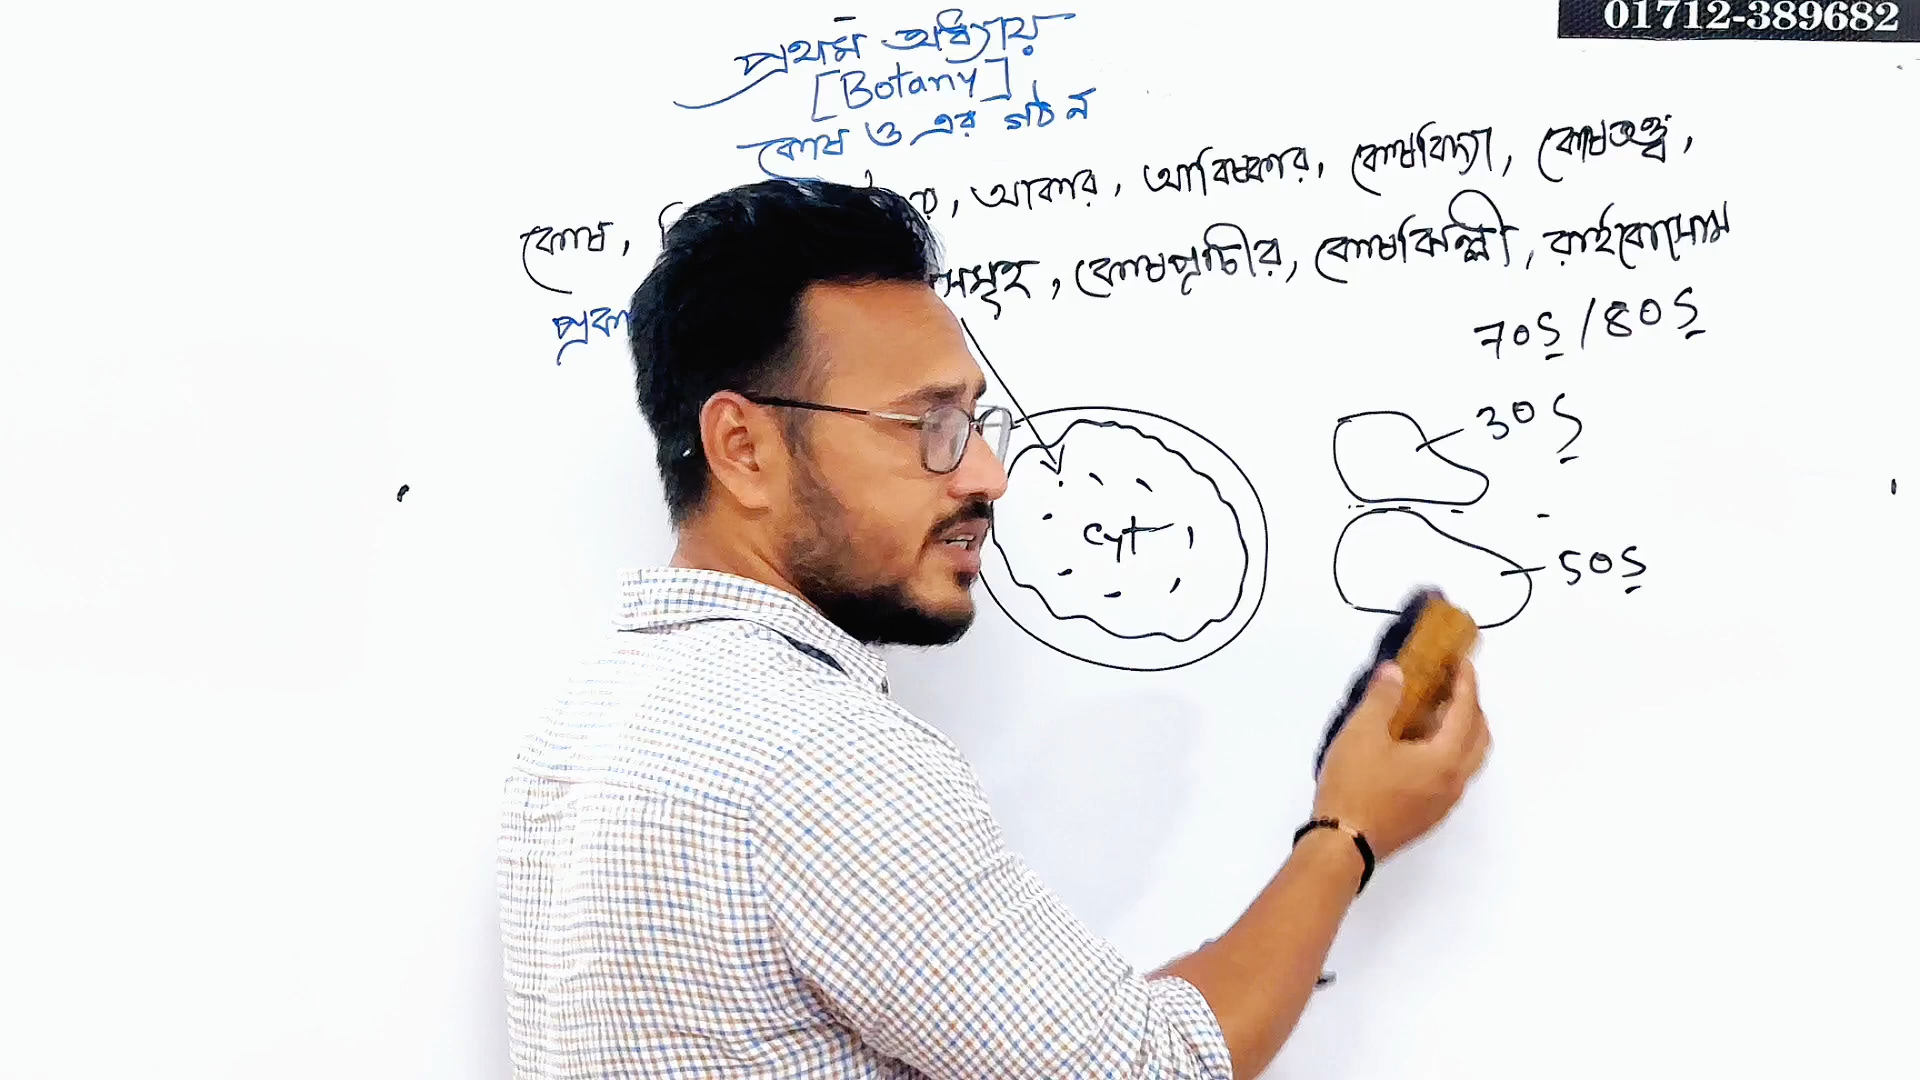 01712-389682
প্রথম অধ্যায়
[Botany]
কোষ ও এর গঠন
কোষ, আকার, আবিষ্কার, কোষবিদ্যা, কোষতত্ত্ব,
সমূহ, কোষপ্রাচীর, কোষঝিল্লী, রাইবোসোম
70S / 80S
30S
Cyt
50S